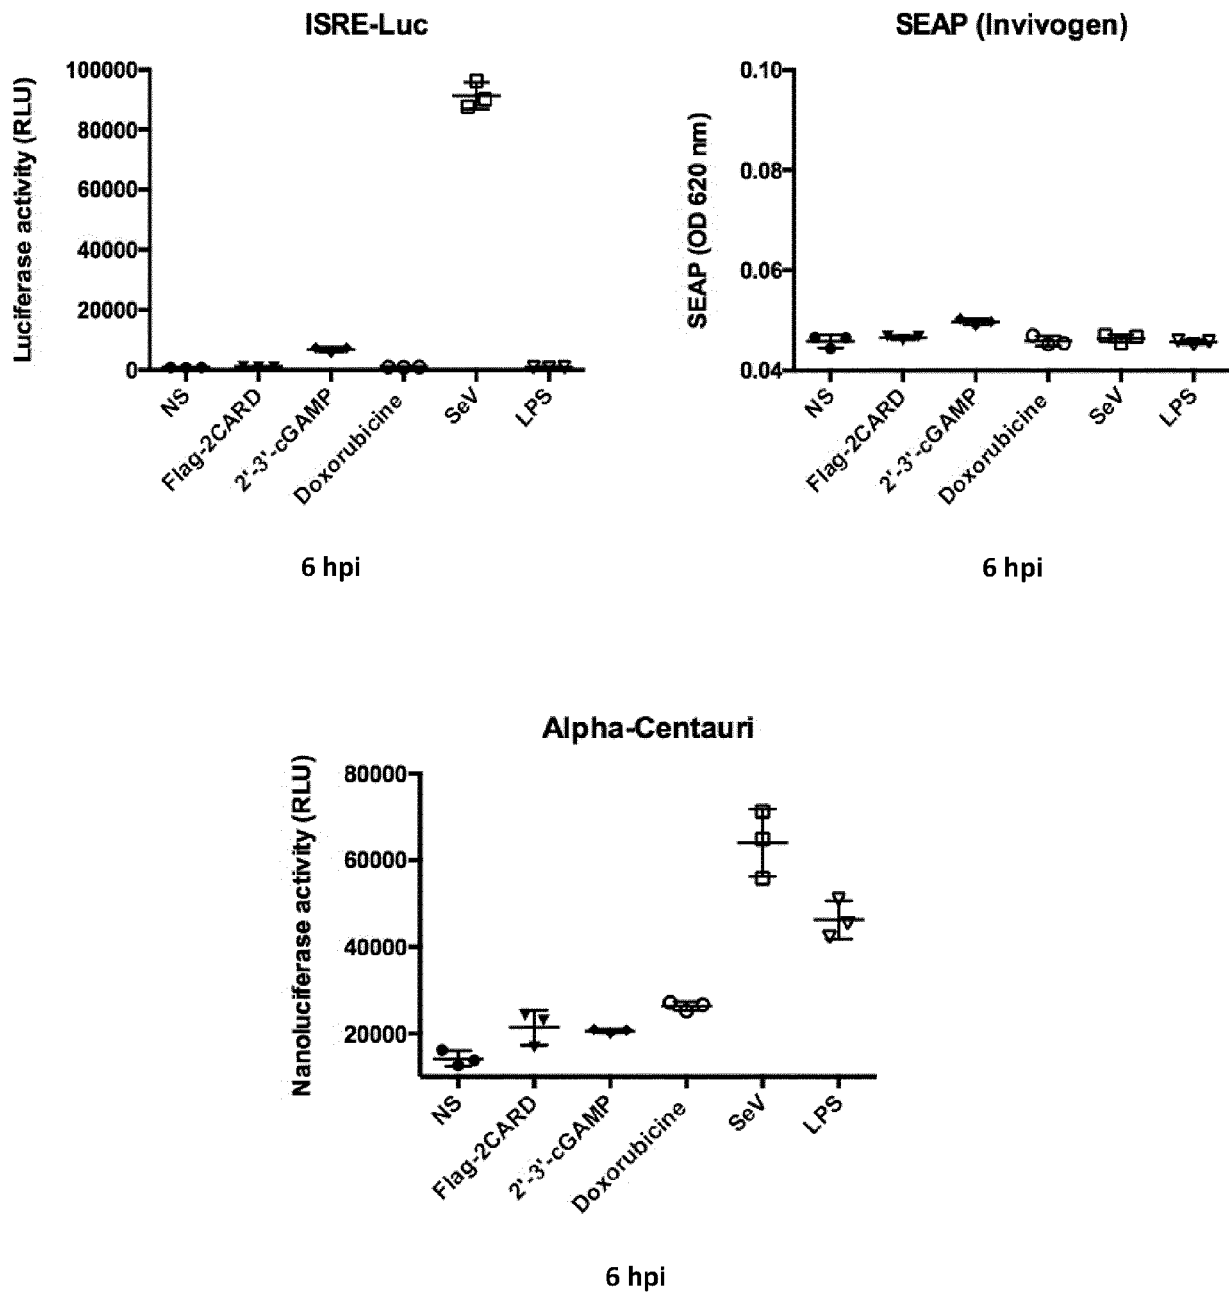 ISRE-Luc
Luciferase activity (RLU)
100000
80000
60000
40000
20000
0
NS
Flag-2CARD
2'-3'-cGAMP
Doxorubicine
SeV
LPS
6 hpi
SEAP (Invivogen)
SEAP (OD 620 nm)
0.10
0.08
0.06
0.04
NS
Flag-2CARD
2'-3'-cGAMP
Doxorubicine
SeV
LPS
6 hpi
Alpha-Centauri
Nanoluciferase activity (RLU)
80000
60000
40000
20000
NS
Flag-2CARD
2'-3'-cGAMP
Doxorubicine
SeV
LPS
6 hpi